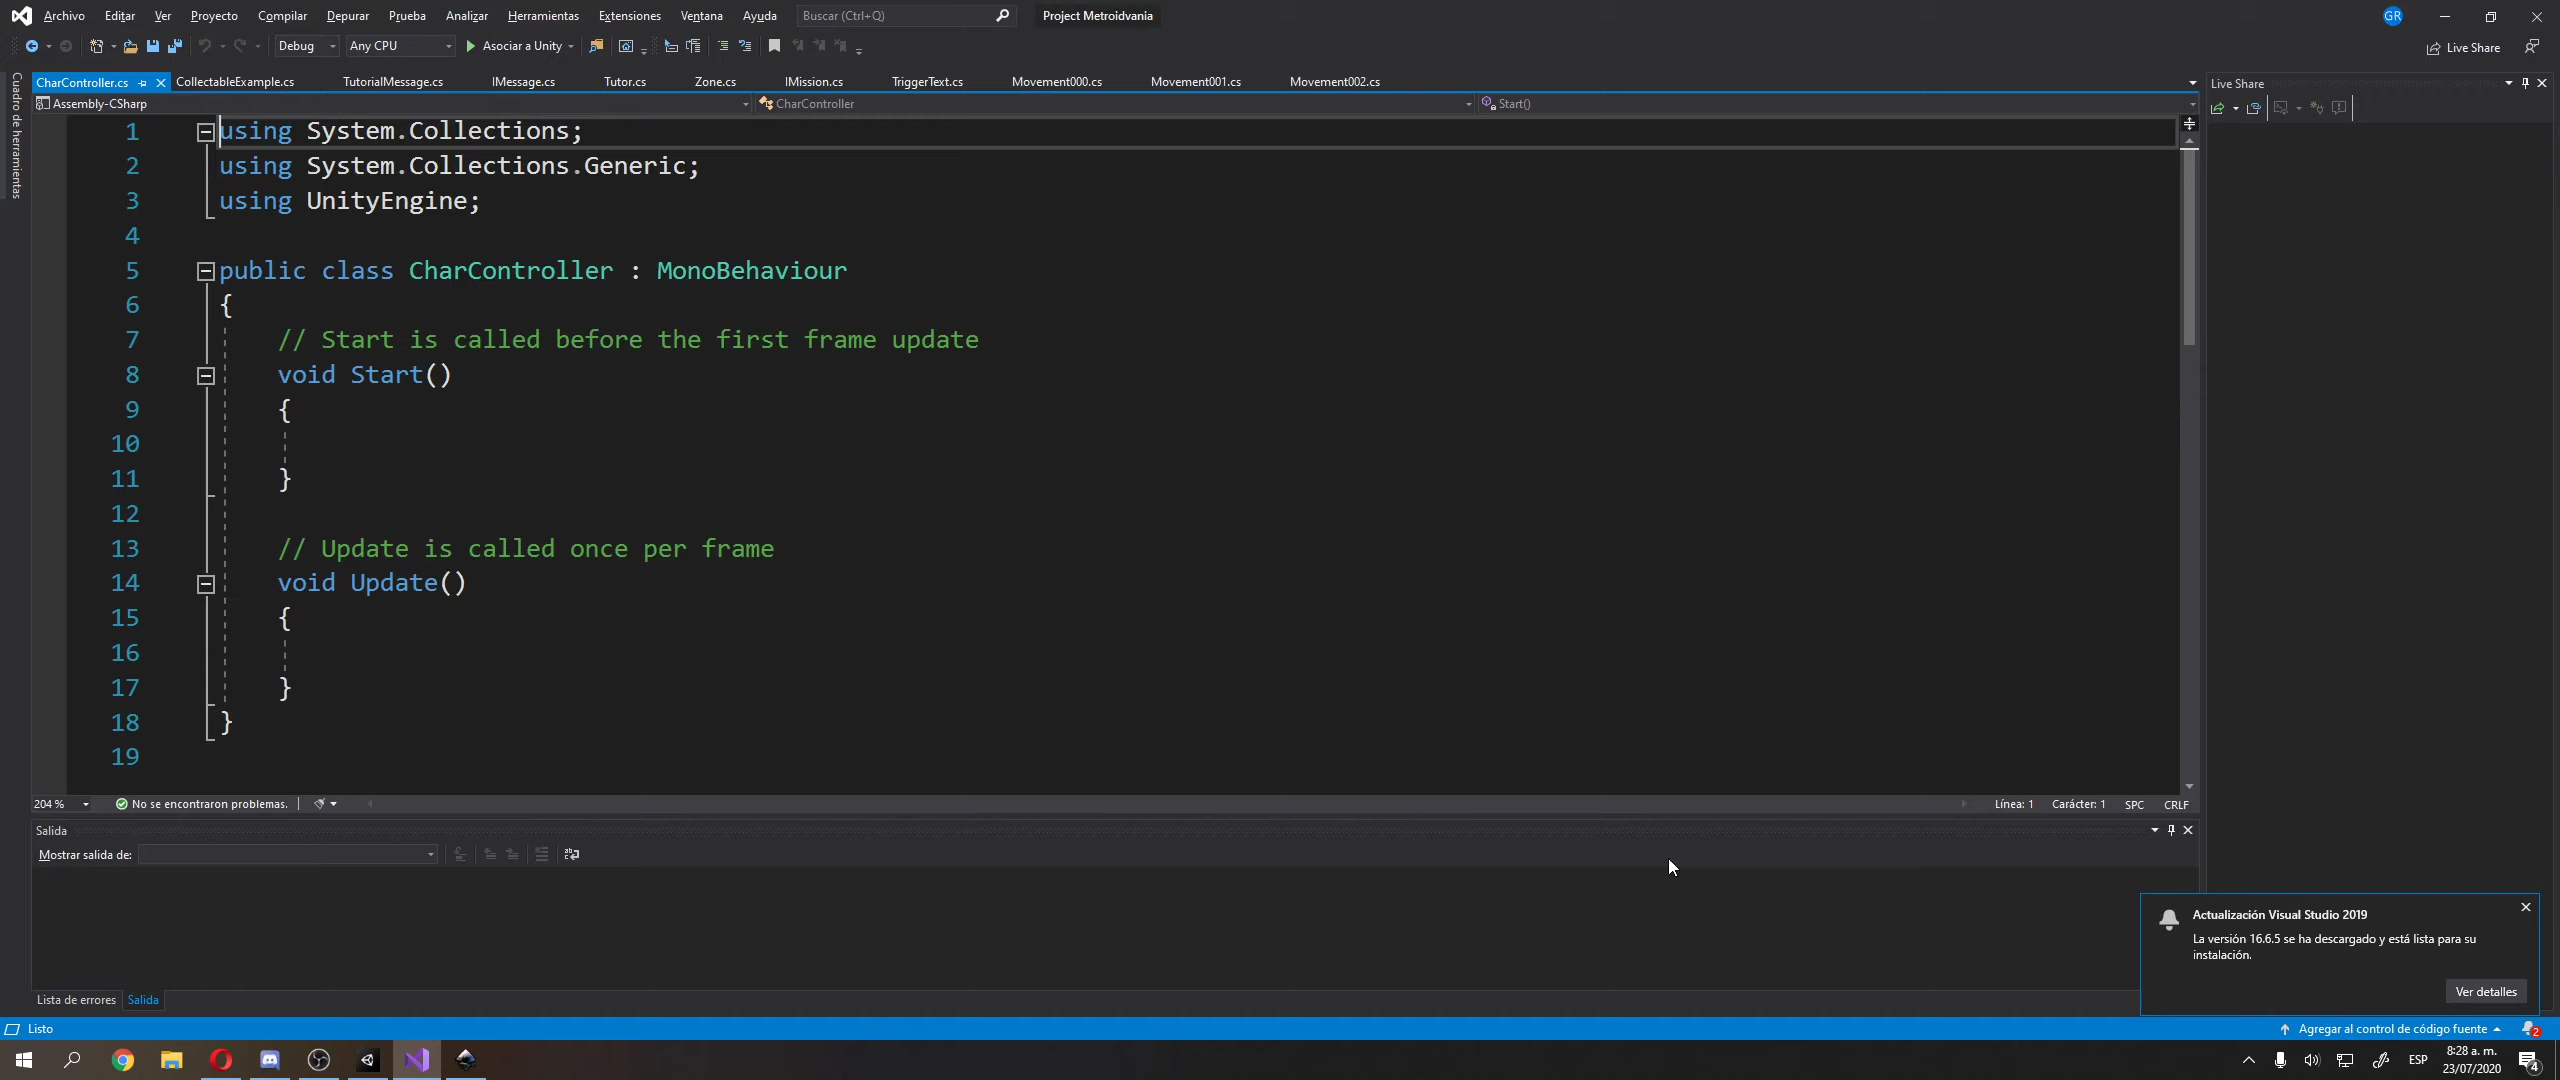 Archivo Editar Ver Proyecto Compilar Depurar Prueba Analizar Herramientas Extensiones Ventana Ayuda Buscar (Ctrl+Q) Project Metroidvania GR
Debug Any CPU Asociar a Unity Live Share
CharController.cs CollectableExample.cs TutorialMessage.cs IMessage.cs Tutor.cs Zone.cs IMission.cs TriggerText.cs Movement000.cs Movement001.cs Movement002.cs Live Share
Cuadro de herramientas
Assembly-CSharp CharController Start()
1 using System.Collections;
2 using System.Collections.Generic;
3 using UnityEngine;
4
5 public class CharController : MonoBehaviour
6 {
7 // Start is called before the first frame update
8 void Start()
9 {
10
11 }
12
13 // Update is called once per frame
14 void Update()
15 {
16
17 }
18 }
19
204 % No se encontraron problemas. Línea: 1 Carácter: 1 SPC CRLF
Salida
Mostrar salida de:
Actualización Visual Studio 2019
La versión 16.6.5 se ha descargado y está lista para su
instalación.
Ver detalles
Lista de errores Salida
Listo Agregar al control de código fuente 2
ESP 8:28 a. m.
23/07/2020 4